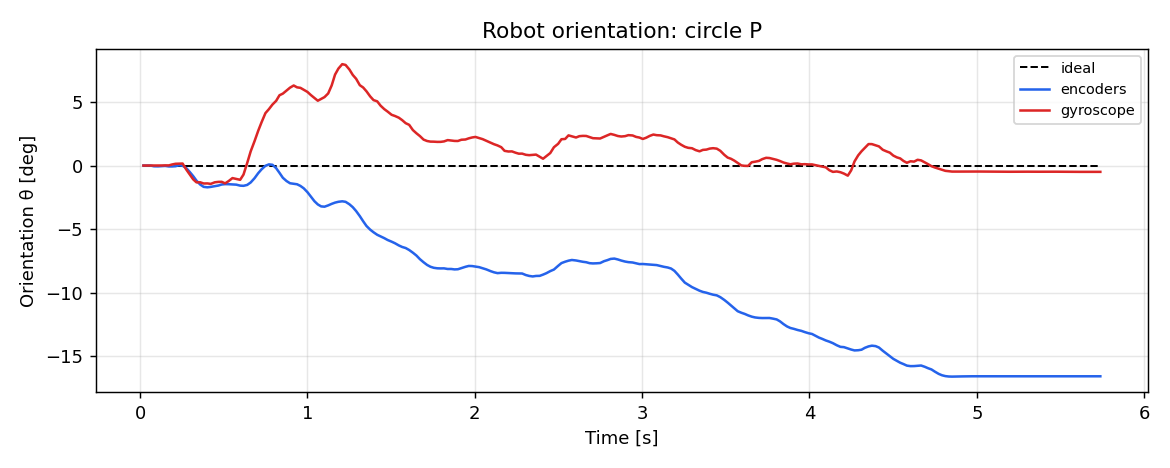 Robot orientation: circle P
ideal
encoders
gyroscope
Orientation θ [deg]
5
0
−5
−10
−15
0 1 2 3 4 5 6
Time [s]